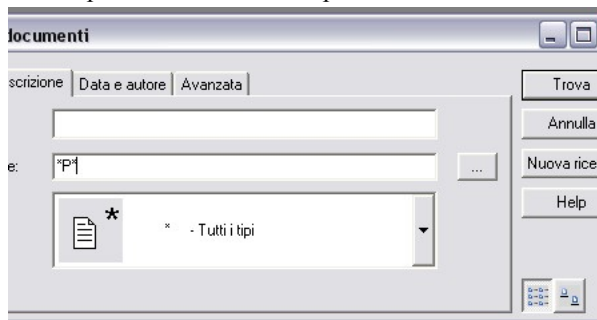 documenti
scrizione Data e autore Avanzata Trova
Annulla
e: *P* ... Nuova rice
* * - Tutti i tipi Help